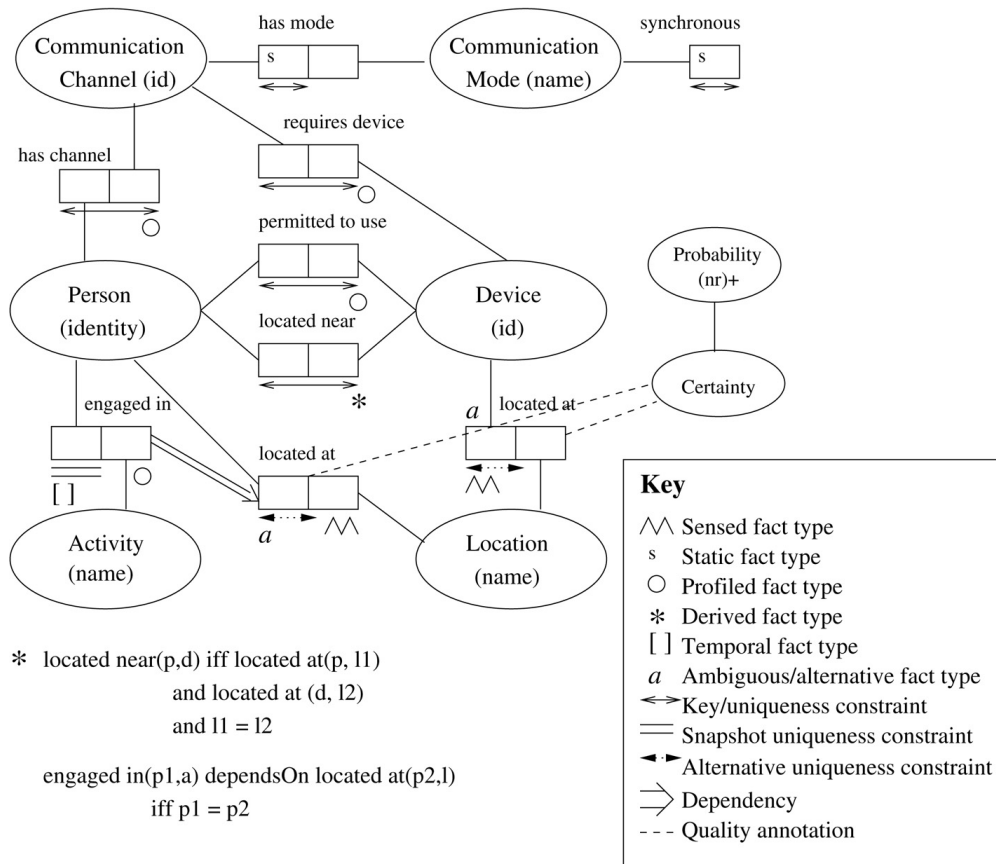 has mode
synchronous
Communication
Channel (id)
s
Communication
Mode (name)
s
requires device
has channel
permitted to use
Probability
(nr)+
Person
(identity)
Device
(id)
located near
Certainty
*
engaged in
a
located at
located at
[ ]
a
Activity
(name)
Location
(name)
Key
Sensed fact type
s Static fact type
Profiled fact type
* Derived fact type
[ ] Temporal fact type
a Ambiguous/alternative fact type
Key/uniqueness constraint
Snapshot uniqueness constraint
Alternative uniqueness constraint
Dependency
Quality annotation
* located near(p,d) iff located at(p, l1)
and located at (d, l2)
and l1 = l2
engaged in(p1,a) dependsOn located at(p2,l)
iff p1 = p2